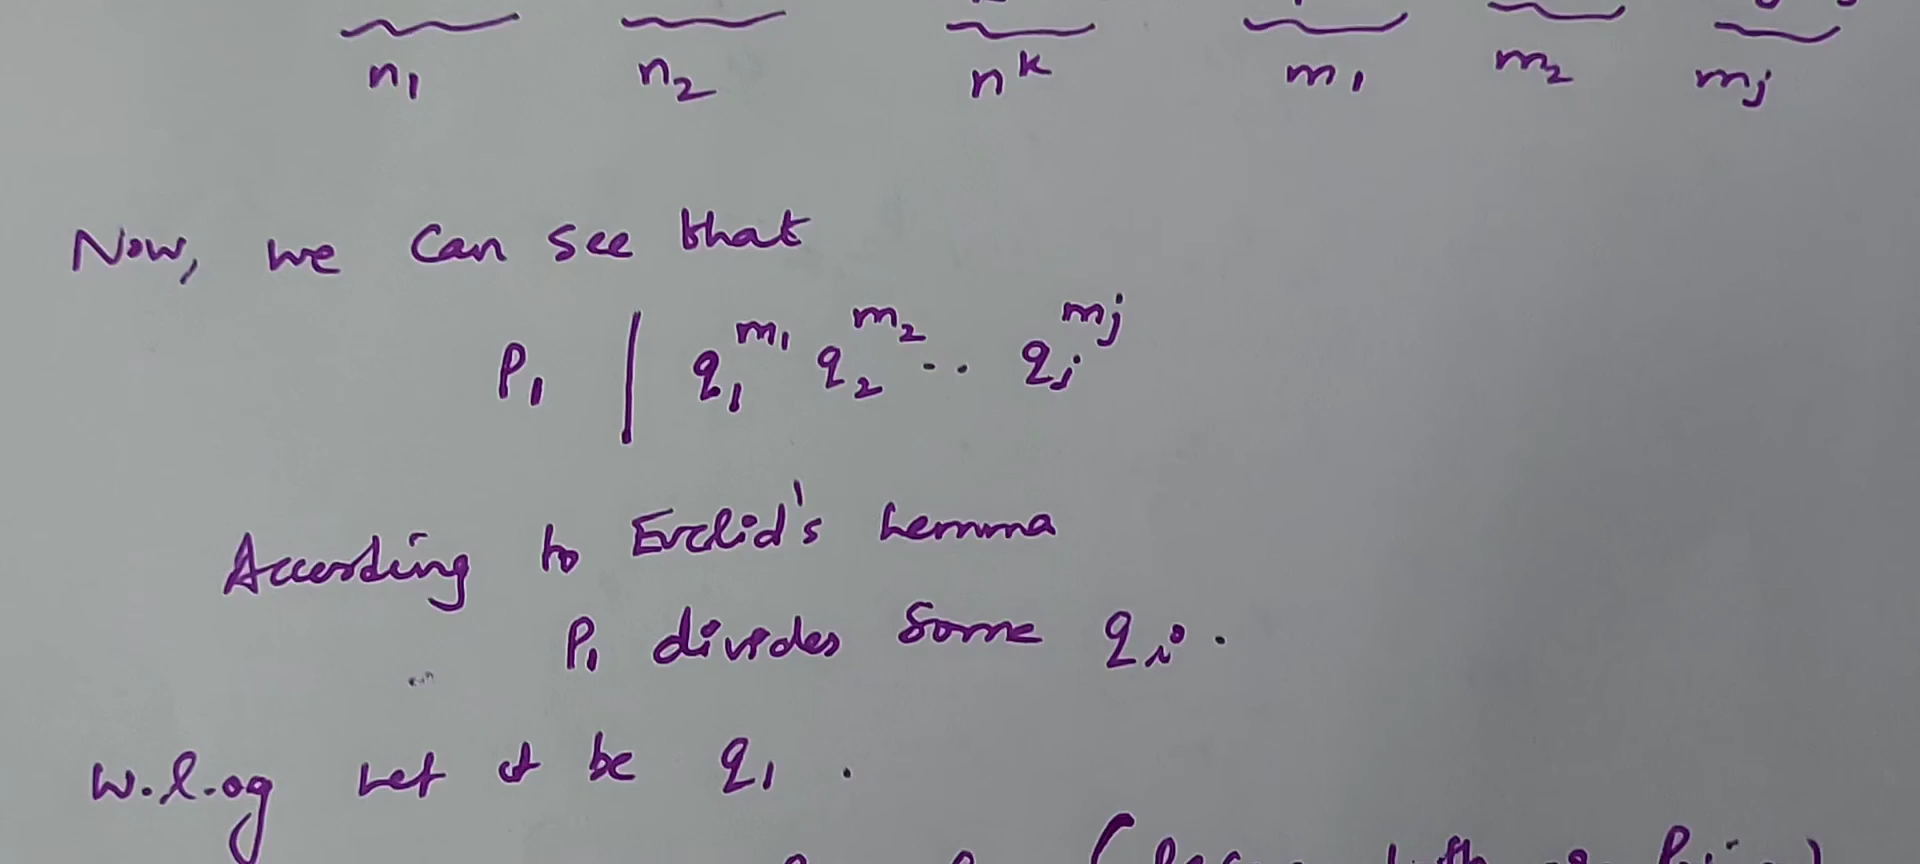 n₁ n₂ nᵏ m₁ m₂ mⱼ
Now, we can see that
P₁ | q₁^m₁ q₂^m₂ .. qⱼ^mⱼ
According to Euclid's Lemma
P₁ divides some qᵢ.
w.l.og Let it be q₁ .